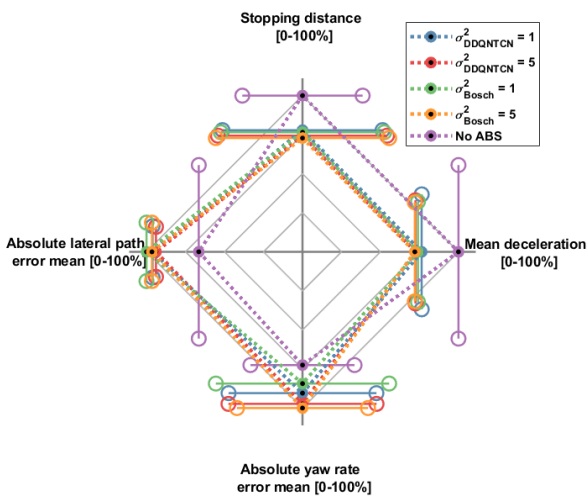 Stopping distance
[0-100%]
σ²DDQNTCN = 1
σ²DDQNTCN = 5
σ²Bosch = 1
σ²Bosch = 5
No ABS
Absolute lateral path
error mean [0-100%]
Mean deceleration
[0-100%]
Absolute yaw rate
error mean [0-100%]